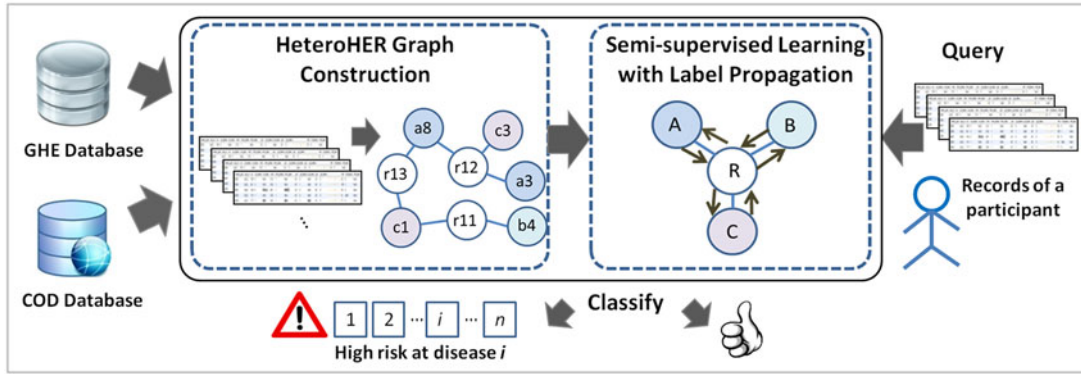 HeteroHER Graph
Construction
Semi-supervised Learning
with Label Propagation
Query
GHE Database
COD Database
a8
c3
r13
r12
a3
c1
r11
b4
A
B
R
C
Records of a
participant
Classify
1 2 ... i ... n
High risk at disease i